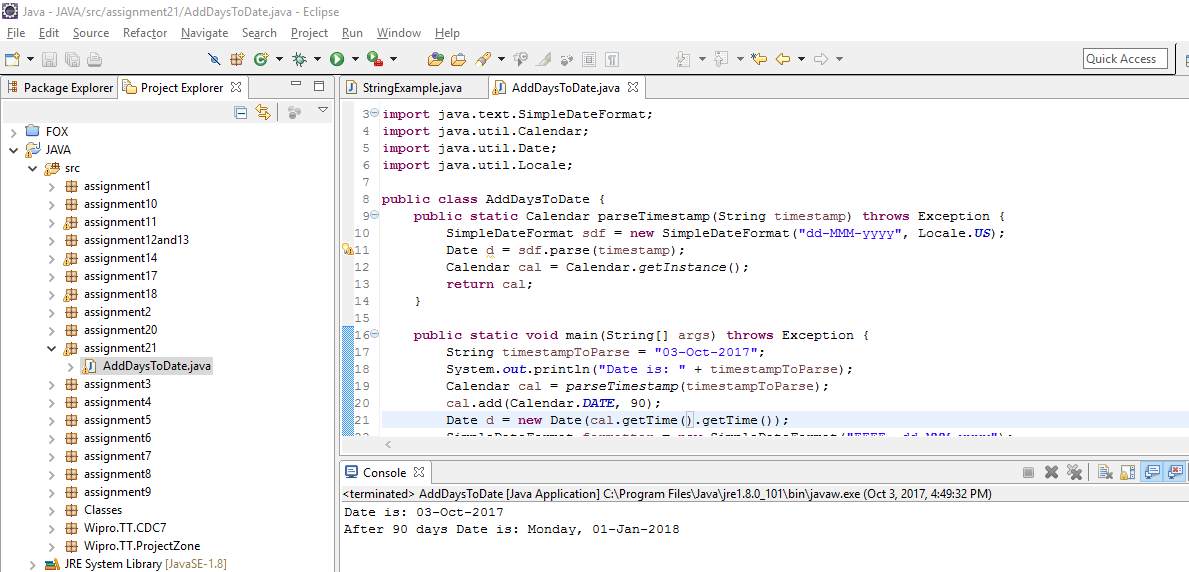 Java - JAVA/src/assignment21/AddDaysToDate.java - Eclipse
File Edit Source Refactor Navigate Search Project Run Window Help
Quick Access
Package Explorer Project Explorer
FOX
JAVA
src
assignment1
assignment10
assignment11
assignment12and13
assignment14
assignment17
assignment18
assignment2
assignment20
assignment21
AddDaysToDate.java
assignment3
assignment4
assignment5
assignment6
assignment7
assignment8
assignment9
Classes
Wipro.TT.CDC7
Wipro.TT.ProjectZone
JRE System Library [JavaSE-1.8]
StringExample.java AddDaysToDate.java
3 import java.text.SimpleDateFormat;
4 import java.util.Calendar;
5 import java.util.Date;
6 import java.util.Locale;
7
8 public class AddDaysToDate {
9 public static Calendar parseTimestamp(String timestamp) throws Exception {
10 SimpleDateFormat sdf = new SimpleDateFormat("dd-MMM-yyyy", Locale.US);
11 Date d = sdf.parse(timestamp);
12 Calendar cal = Calendar.getInstance();
13 return cal;
14 }
15
16 public static void main(String[] args) throws Exception {
17 String timestampToParse = "03-Oct-2017";
18 System.out.println("Date is: " + timestampToParse);
19 Calendar cal = parseTimestamp(timestampToParse);
20 cal.add(Calendar.DATE, 90);
21 Date d = new Date(cal.getTime().getTime());
22 SimpleDateFormat formatter = new SimpleDateFormat("EEEE, dd-MMM-yyyy");
Console
<terminated> AddDaysToDate [Java Application] C:\Program Files\Java\jre1.8.0_101\bin\javaw.exe (Oct 3, 2017, 4:49:32 PM)
Date is: 03-Oct-2017
After 90 days Date is: Monday, 01-Jan-2018